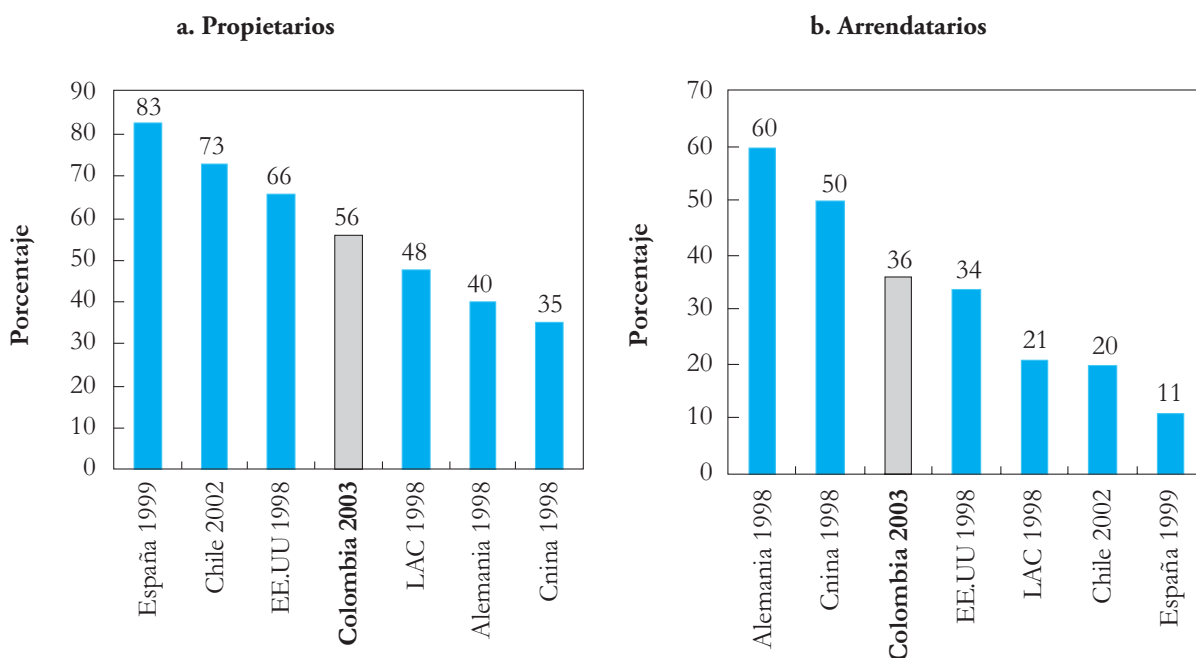 a. Propietarios
Porcentaje
90
80
70
60
50
40
30
20
10
0
83
73
66
56
48
40
35
España 1999
Chile 2002
EE.UU 1998
Colombia 2003
LAC 1998
Alemania 1998
Cnina 1998
b. Arrendatarios
Porcentaje
70
60
50
40
30
20
10
0
60
50
36
34
21
20
11
Alemania 1998
Cnina 1998
Colombia 2003
EE.UU 1998
LAC 1998
Chile 2002
España 1999